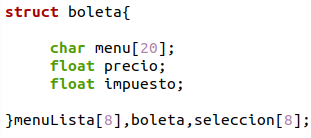 struct boleta{
char menu[20];
float precio;
float impuesto;
}menuLista[8],boleta,seleccion[8];